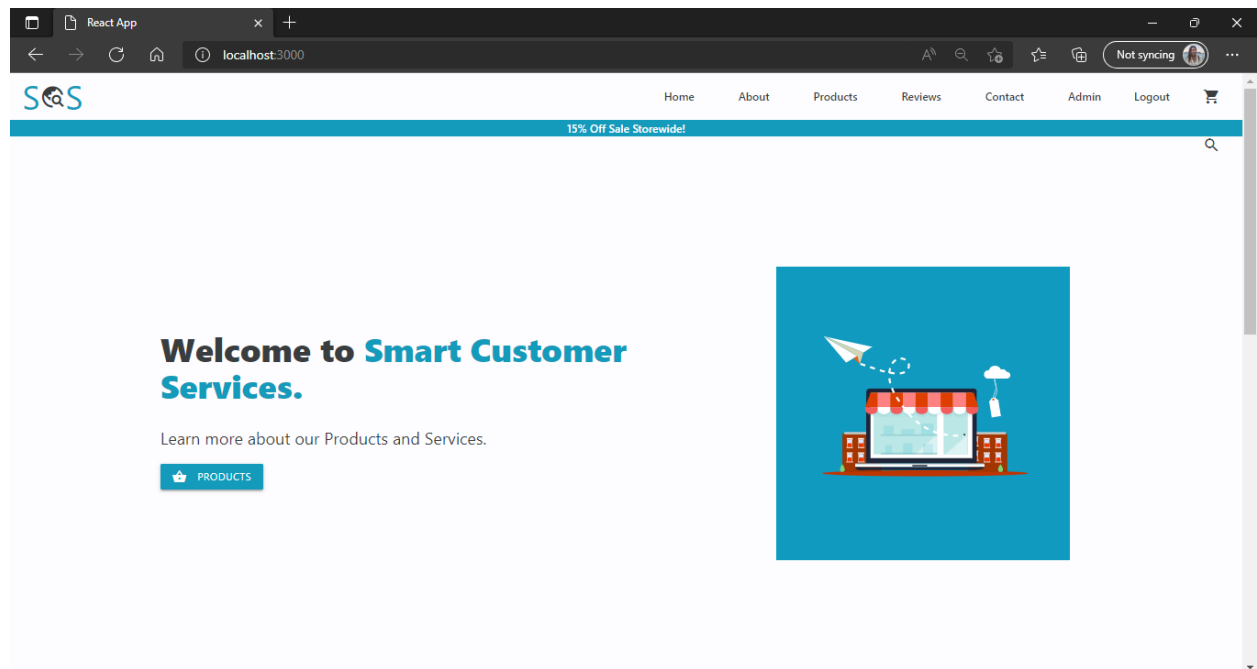 React App
localhost:3000
Not syncing
SCS
Home About Products Reviews Contact Admin Logout
15% Off Sale Storewide!
Welcome to Smart Customer
Services.
Learn more about our Products and Services.
PRODUCTS